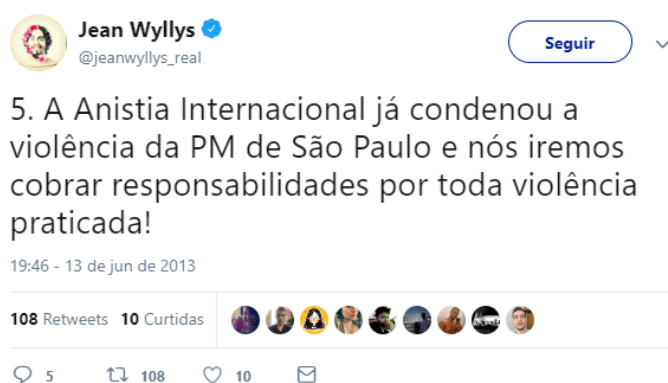 Jean Wyllys
@jeanwyllys_real
Seguir
5. A Anistia Internacional já condenou a
violência da PM de São Paulo e nós iremos
cobrar responsabilidades por toda violência
praticada!
19:46 - 13 de jun de 2013
108 Retweets 10 Curtidas
5 108 10